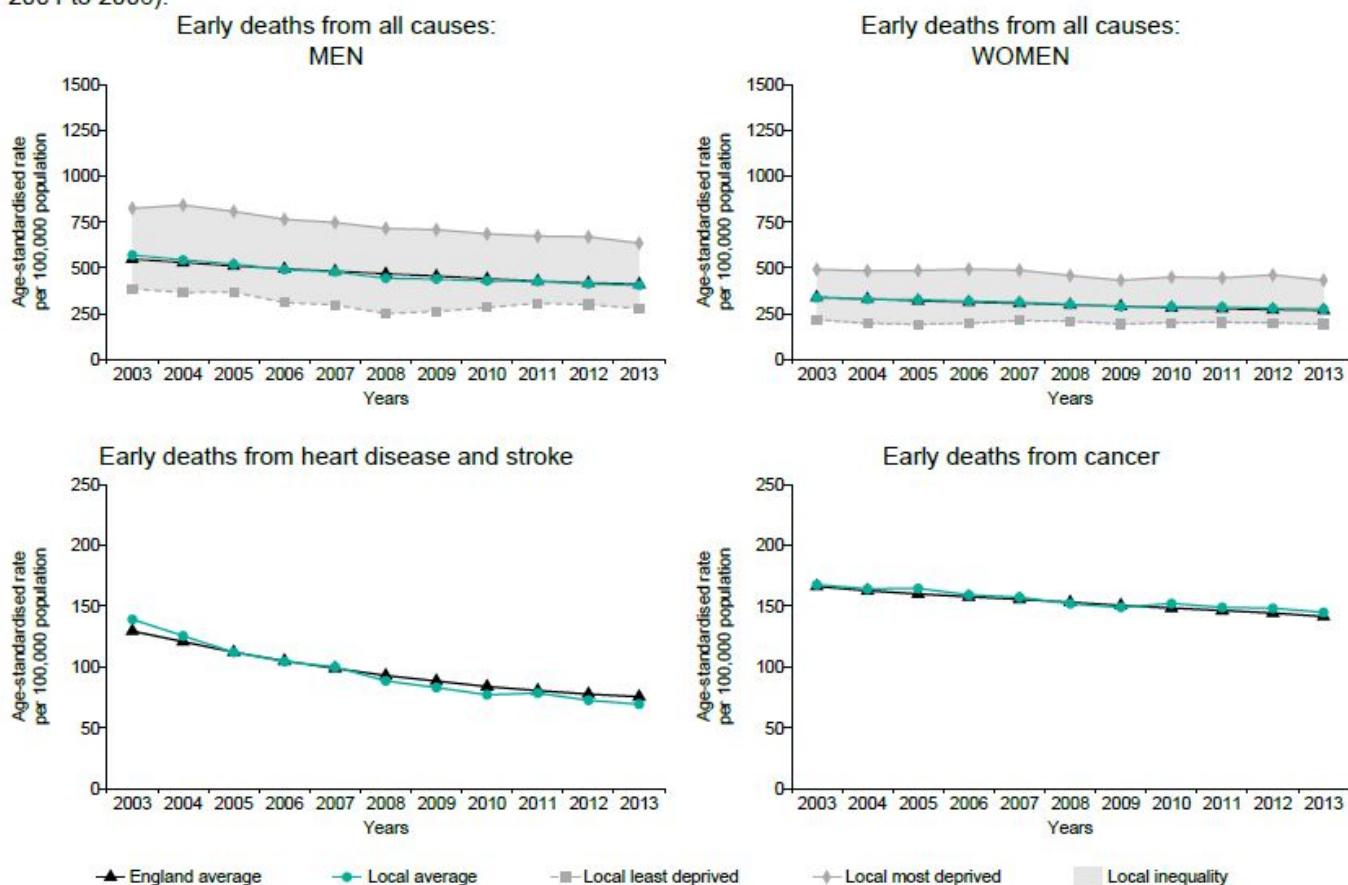 Early deaths from all causes:
MEN
1500
1250
1000
750
500
250
0
Age-standardised rate
per 100,000 population
2003 2004 2005 2006 2007 2008 2009 2010 2011 2012 2013
Years
Early deaths from all causes:
WOMEN
1500
1250
1000
750
500
250
0
Age-standardised rate
per 100,000 population
2003 2004 2005 2006 2007 2008 2009 2010 2011 2012 2013
Years
Early deaths from heart disease and stroke
250
200
150
100
50
0
Age-standardised rate
per 100,000 population
2003 2004 2005 2006 2007 2008 2009 2010 2011 2012 2013
Years
Early deaths from cancer
250
200
150
100
50
0
Age-standardised rate
per 100,000 population
2003 2004 2005 2006 2007 2008 2009 2010 2011 2012 2013
Years
England average Local average Local least deprived Local most deprived Local inequality